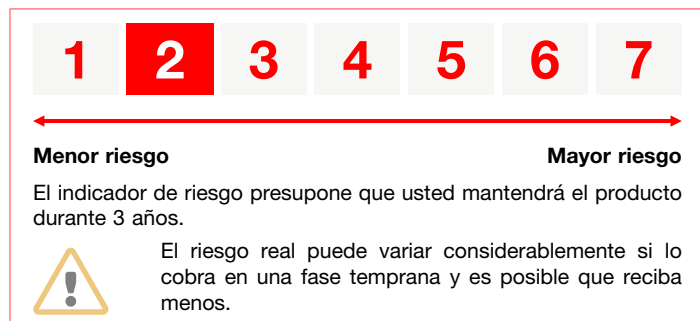 1 2 3 4 5 6 7
Menor riesgo Mayor riesgo
El indicador de riesgo presupone que usted mantendrá el producto
durante 3 años.
El riesgo real puede variar considerablemente si lo
cobra en una fase temprana y es posible que reciba
menos.